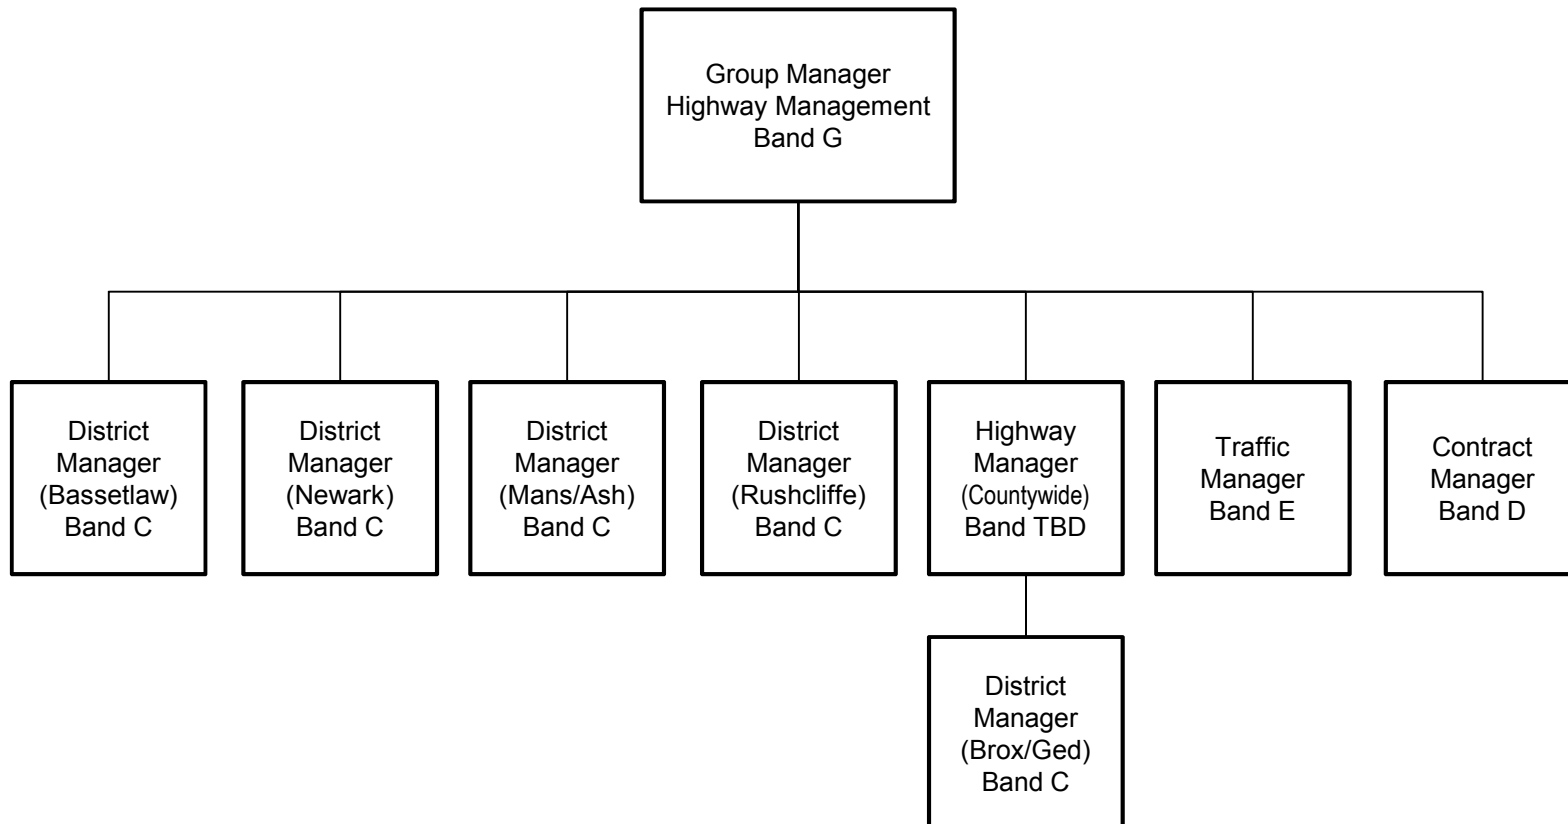 Group Manager
Highway Management
Band G
District
Manager
(Bassetlaw)
Band C
District
Manager
(Newark)
Band C
District
Manager
(Mans/Ash)
Band C
District
Manager
(Rushcliffe)
Band C
Highway
Manager
(Countywide)
Band TBD
Traffic
Manager
Band E
Contract
Manager
Band D
District
Manager
(Brox/Ged)
Band C